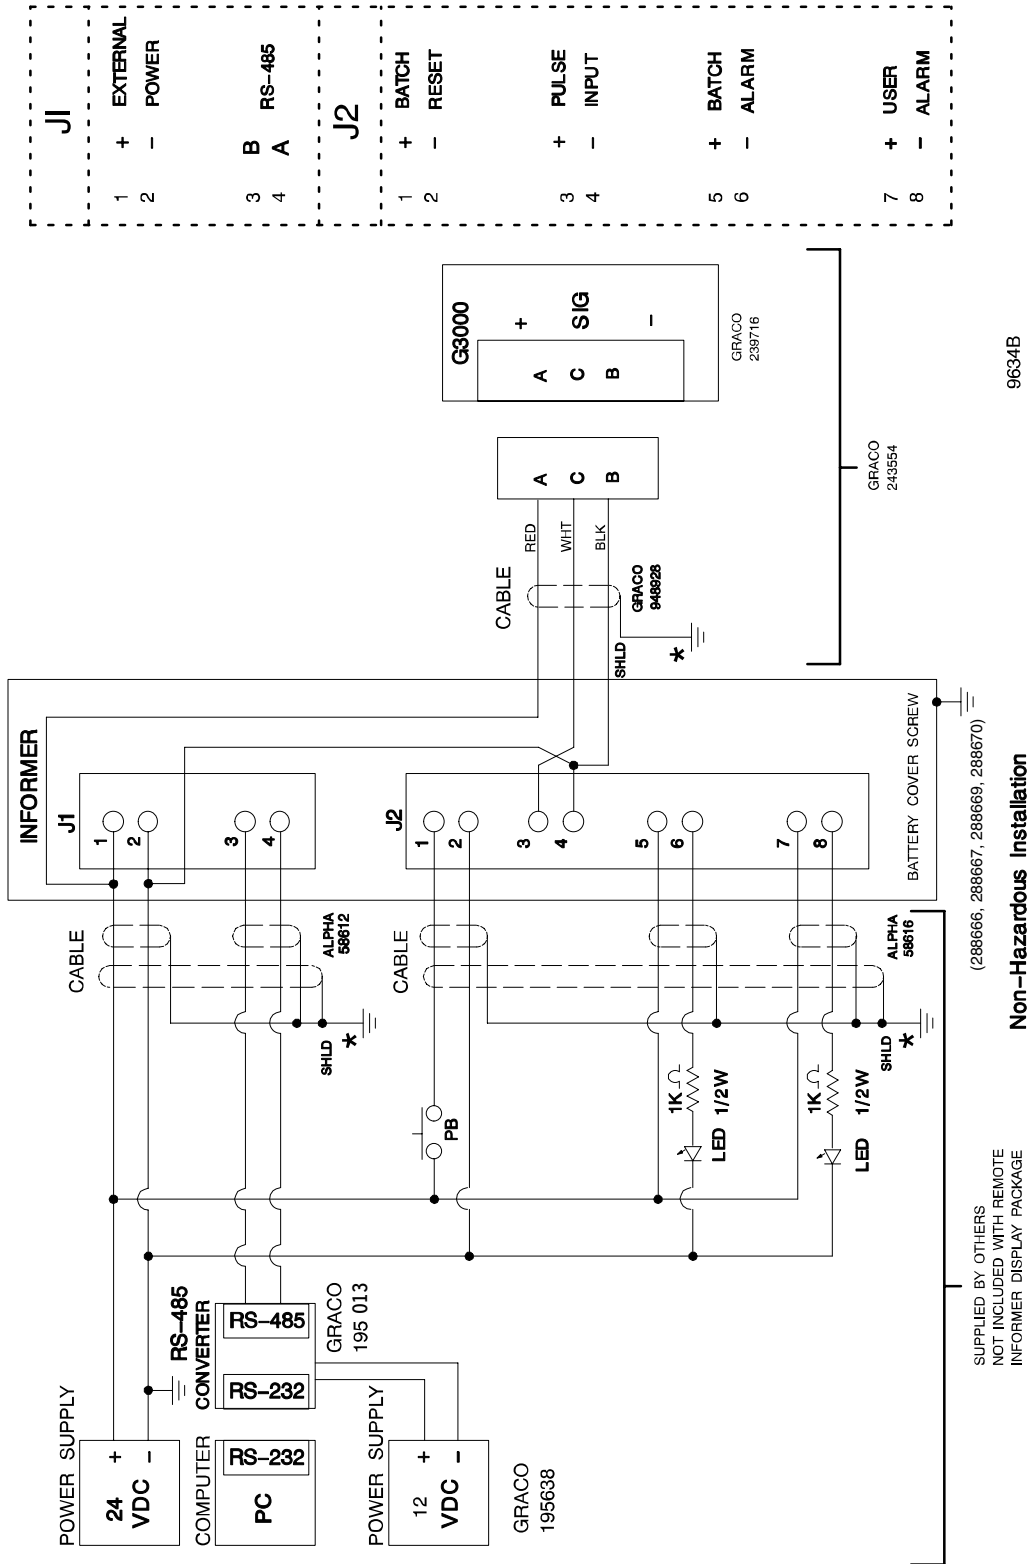 POWER SUPPLY
24 +
VDC -
COMPUTER
PC
RS-232
POWER SUPPLY
12 +
VDC -
GRACO
195638
RS-485
CONVERTER
RS-232
RS-485
GRACO
195 013
PB
LED
1K Ω
1/2W
LED
1K Ω
1/2W
CABLE
SHLD
*
ALPHA
58612
CABLE
SHLD
*
ALPHA
58616
INFORMER
J1
1
2
3
4
J2
1
2
3
4
5
6
7
8
BATTERY COVER SCREW
CABLE
SHLD
*
GRACO
948928
RED
WHT
BLK
A
C
B
G3000
A +
C SIG
B -
GRACO
239716
GRACO
243554
J1
1 + EXTERNAL
2 - POWER
3 B
4 A RS-485
J2
1 + BATCH
2 - RESET
3 + PULSE
4 - INPUT
5 + BATCH
6 - ALARM
7 + USER
8 - ALARM
SUPPLIED BY OTHERS
NOT INCLUDED WITH REMOTE
INFORMER DISPLAY PACKAGE
(288666, 288667, 288669, 288670)
Non-Hazardous Installation
9634B